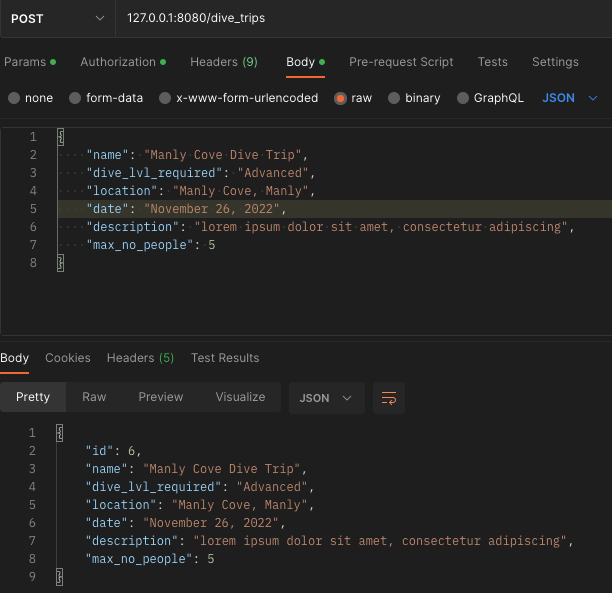 POST 127.0.0.1:8080/dive_trips
Params Authorization Headers (9) Body Pre-request Script Tests Settings
none form-data x-www-form-urlencoded raw binary GraphQL JSON
1 {
2 "name": "Manly Cove Dive Trip",
3 "dive_lvl_required": "Advanced",
4 "location": "Manly Cove, Manly",
5 "date": "November 26, 2022",
6 "description": "lorem ipsum dolor sit amet, consectetur adipiscing",
7 "max_no_people": 5
8 }
Body Cookies Headers (5) Test Results
Pretty Raw Preview Visualize JSON
1 {
2 "id": 6,
3 "name": "Manly Cove Dive Trip",
4 "dive_lvl_required": "Advanced",
5 "location": "Manly Cove, Manly",
6 "date": "November 26, 2022",
7 "description": "lorem ipsum dolor sit amet, consectetur adipiscing",
8 "max_no_people": 5
9 }